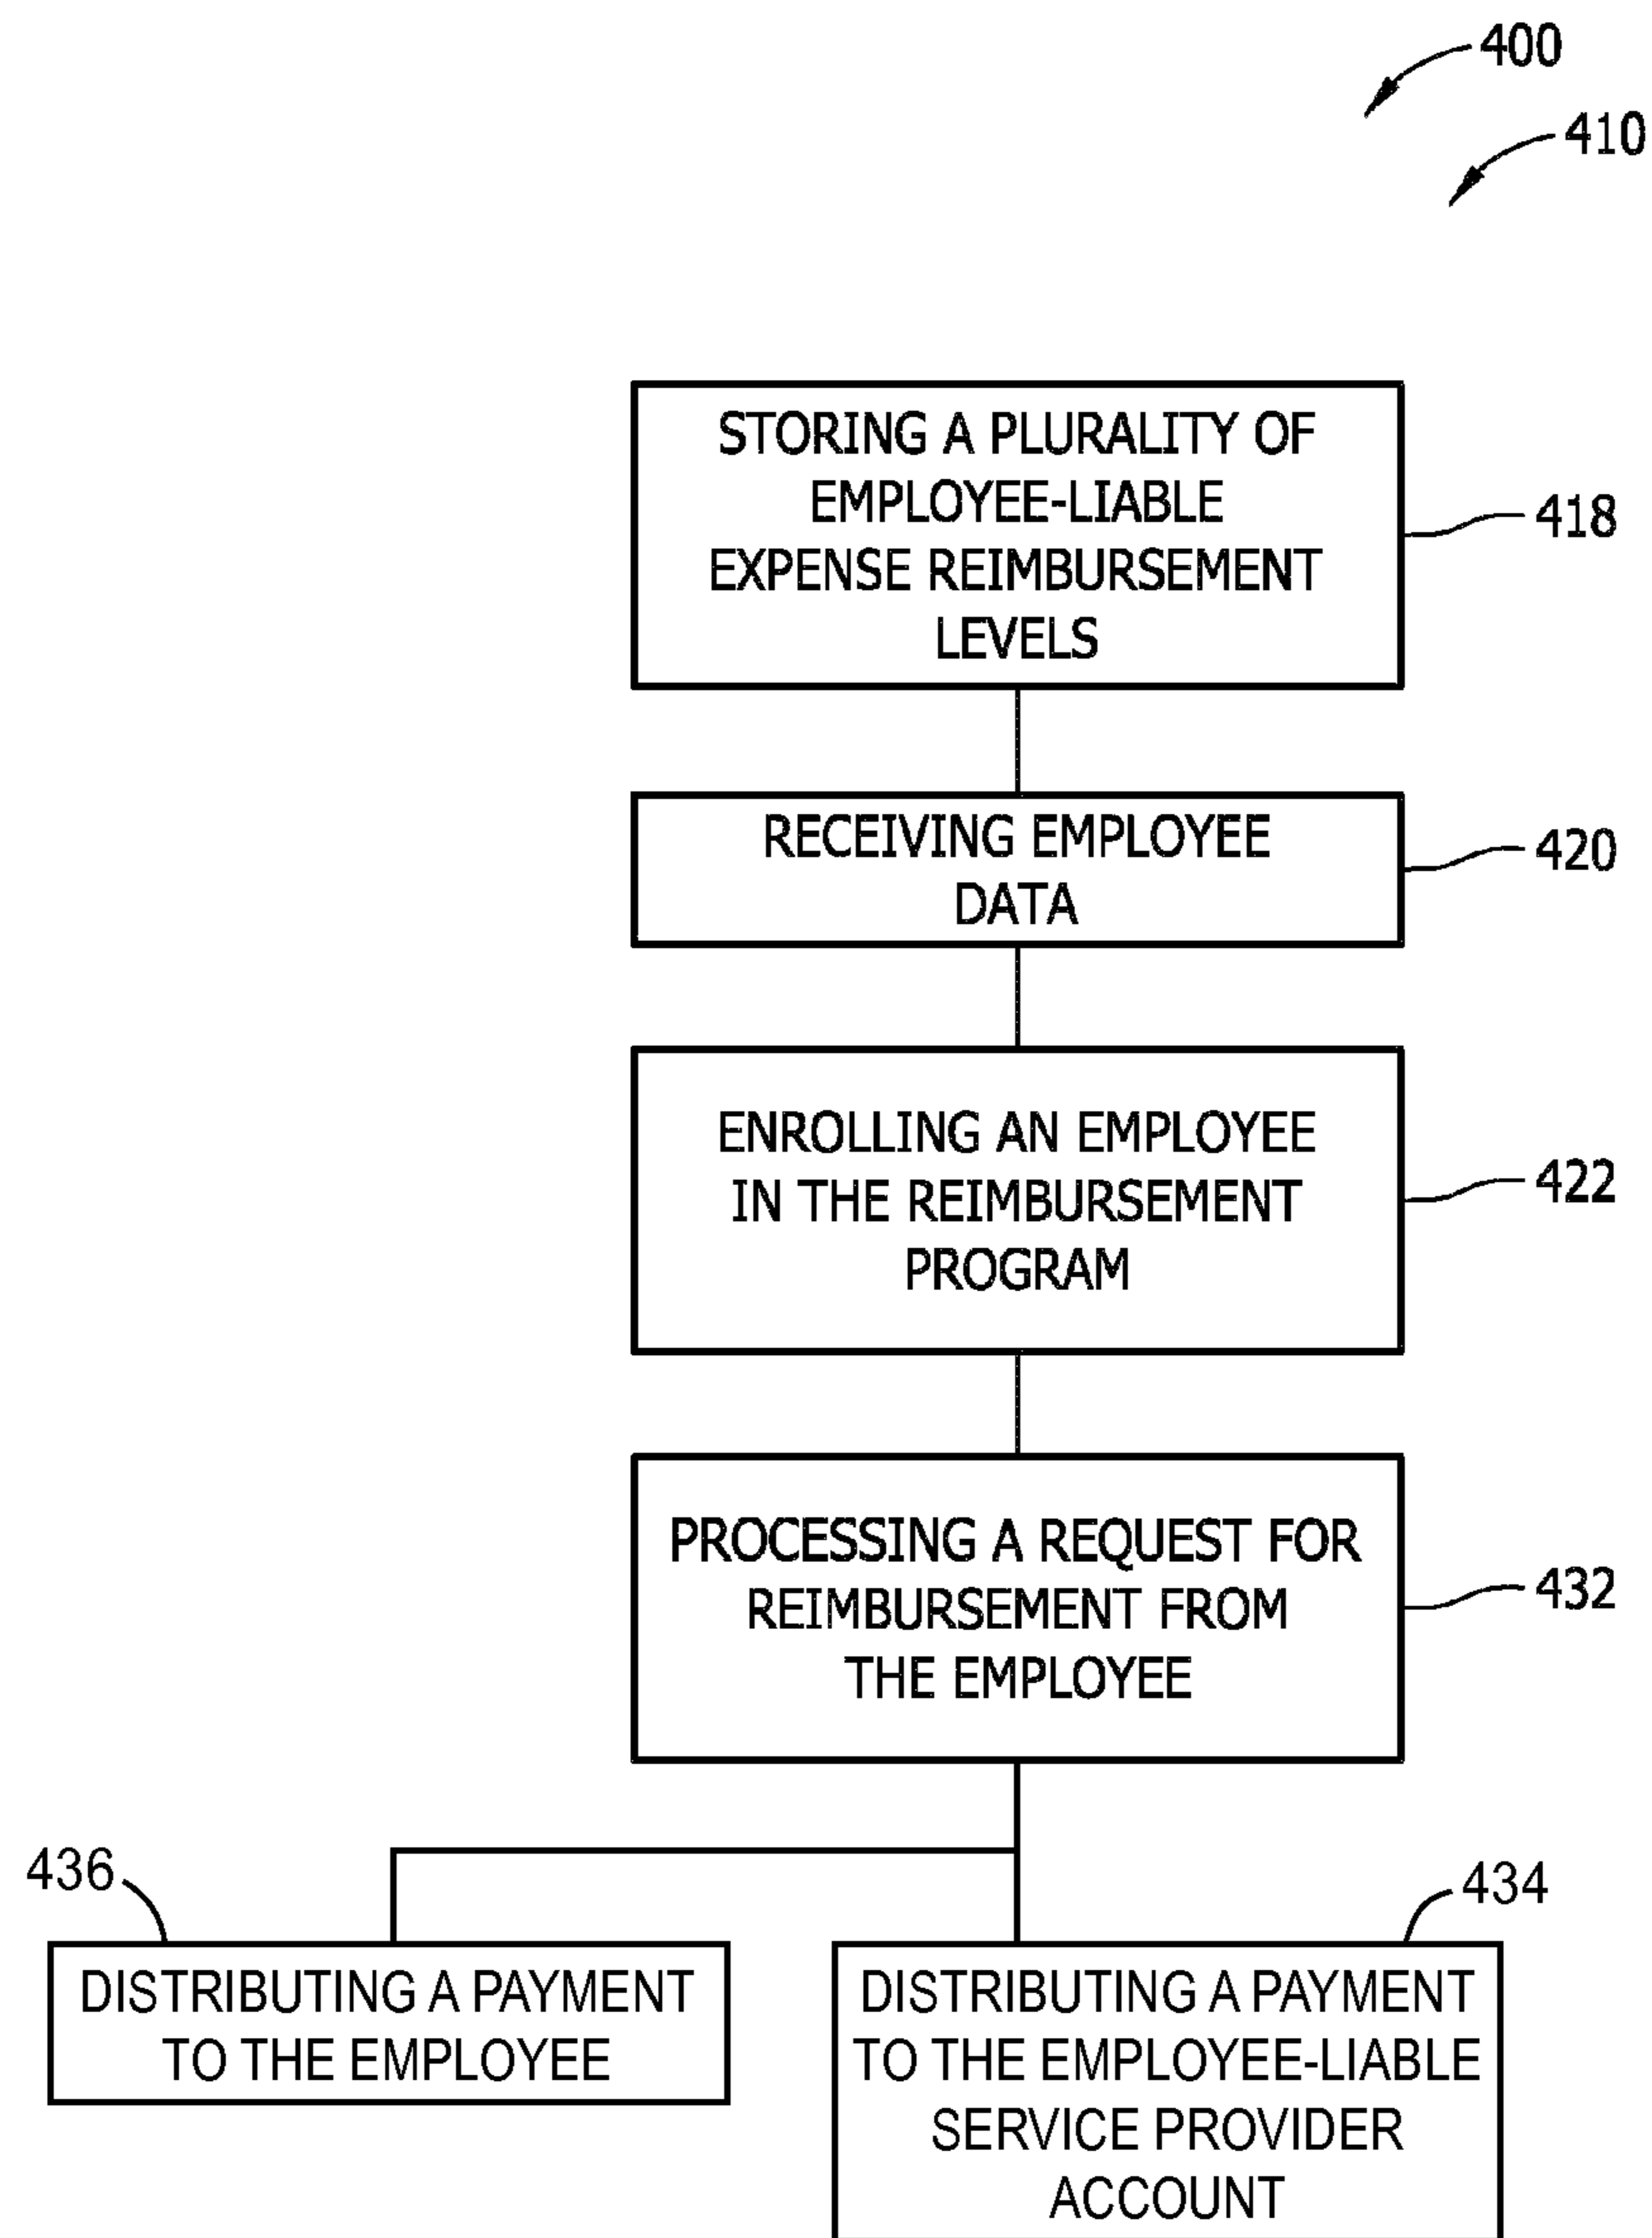 400
410
STORING A PLURALITY OF
EMPLOYEE-LIABLE
EXPENSE REIMBURSEMENT
LEVELS
418
RECEIVING EMPLOYEE
DATA
420
ENROLLING AN EMPLOYEE
IN THE REIMBURSEMENT
PROGRAM
422
PROCESSING A REQUEST FOR
REIMBURSEMENT FROM
THE EMPLOYEE
432
436
DISTRIBUTING A PAYMENT
TO THE EMPLOYEE
434
DISTRIBUTING A PAYMENT
TO THE EMPLOYEE-LIABLE
SERVICE PROVIDER
ACCOUNT